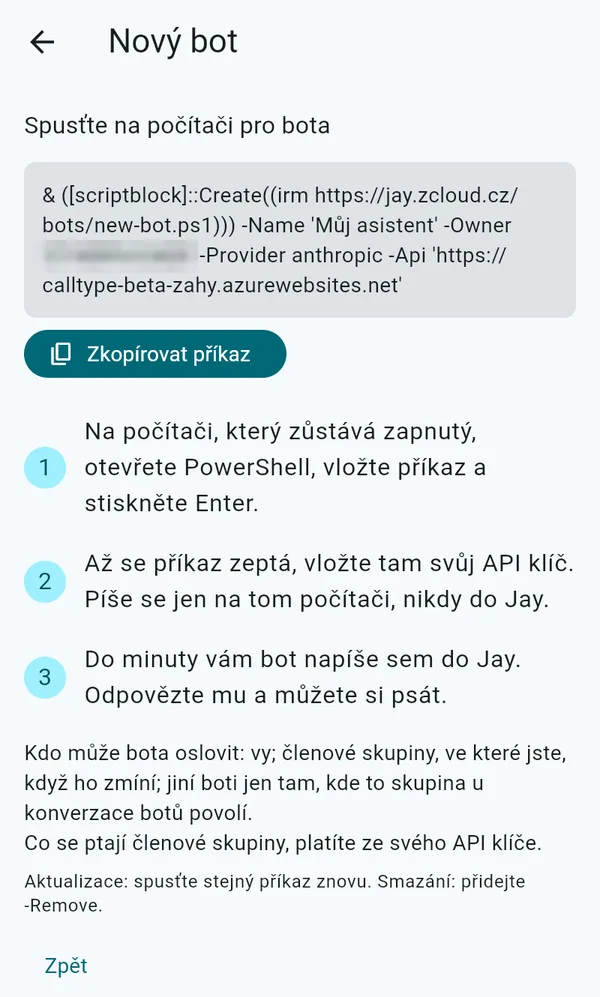 Nový bot
Spusťte na počítači pro bota
& ([scriptblock]::Create((irm https://jay.zcloud.cz/
bots/new-bot.ps1))) -Name 'Můj asistent' -Owner
-Provider anthropic -Api 'https://
calltype-beta-zahy.azurewebsites.net'
Zkopírovat příkaz
1
Na počítači, který zůstává zapnutý,
otevřete PowerShell, vložte příkaz a
stiskněte Enter.
2
Až se příkaz zeptá, vložte tam svůj API klíč.
Píše se jen na tom počítači, nikdy do Jay.
3
Do minuty vám bot napíše sem do Jay.
Odpovězte mu a můžete si psát.
Kdo může bota oslovit: vy; členové skupiny, ve které jste,
když ho zmíní; jiní boti jen tam, kde to skupina u
konverzace botů povolí.
Co se ptají členové skupiny, platíte ze svého API klíče.
Aktualizace: spusťte stejný příkaz znovu. Smazání: přidejte
-Remove.
Zpět